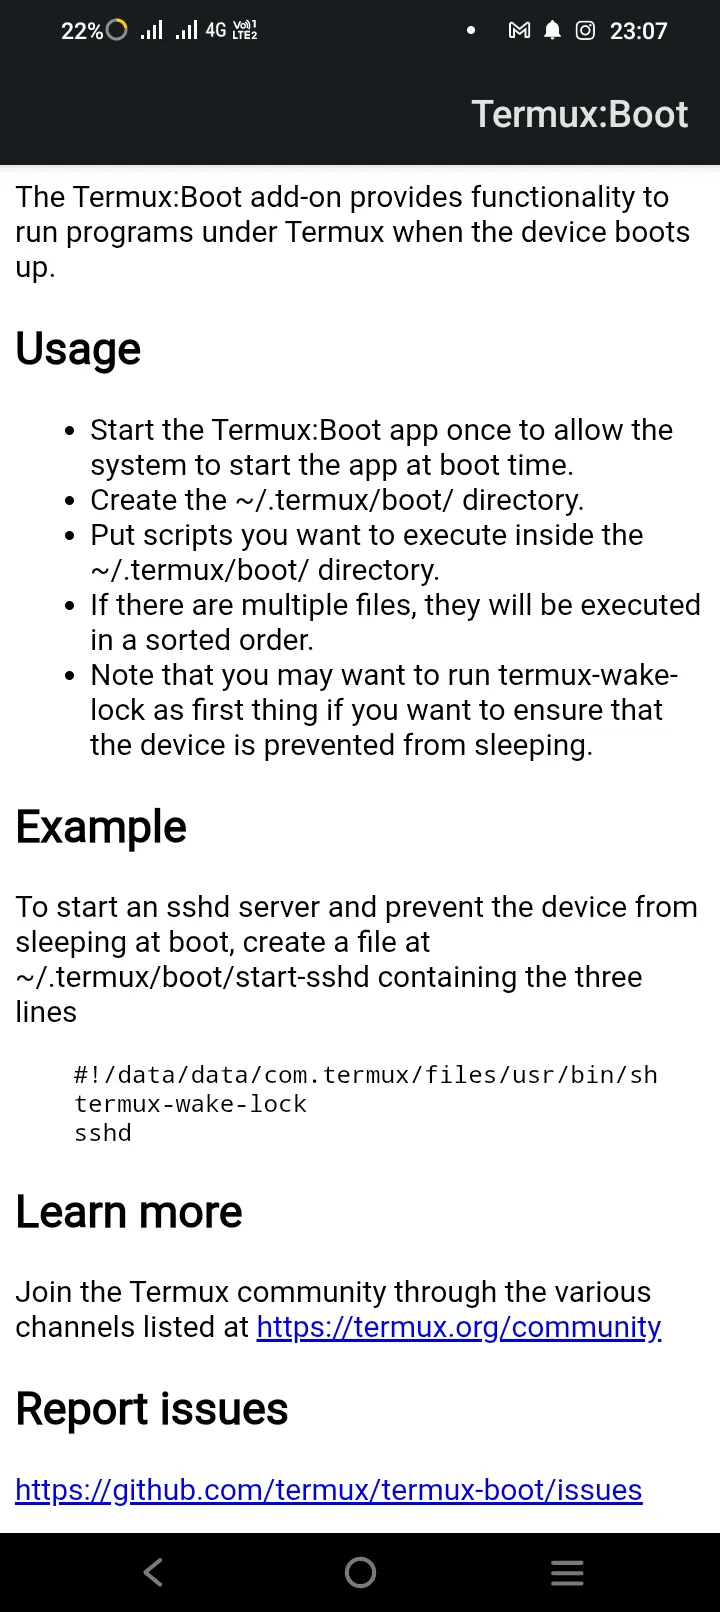 22% 4G Vo) 1 LTE2 23:07
Termux:Boot
The Termux:Boot add-on provides functionality to
run programs under Termux when the device boots
up.
Usage
• Start the Termux:Boot app once to allow the
system to start the app at boot time.
• Create the ~/.termux/boot/ directory.
• Put scripts you want to execute inside the
~/.termux/boot/ directory.
• If there are multiple files, they will be executed
in a sorted order.
• Note that you may want to run termux-wake-
lock as first thing if you want to ensure that
the device is prevented from sleeping.
Example
To start an sshd server and prevent the device from
sleeping at boot, create a file at
~/.termux/boot/start-sshd containing the three
lines
#!/data/data/com.termux/files/usr/bin/sh
termux-wake-lock
sshd
Learn more
Join the Termux community through the various
channels listed at https://termux.org/community
Report issues
https://github.com/termux/termux-boot/issues